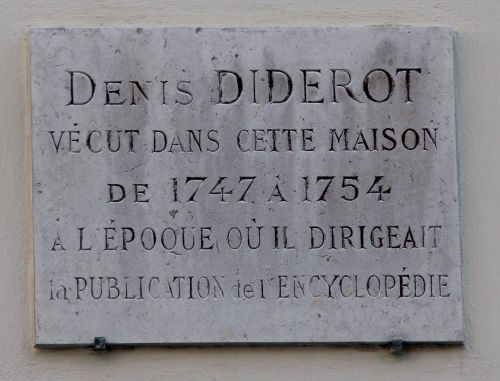 DENIS DIDEROT
VÉCUT DANS CETTE MAISON
DE 1747 À 1754
A L'ÉPOQUE OÙ IL DIRIGEAIT
la PUBLICATION de l'ENCYCLOPÉDIE